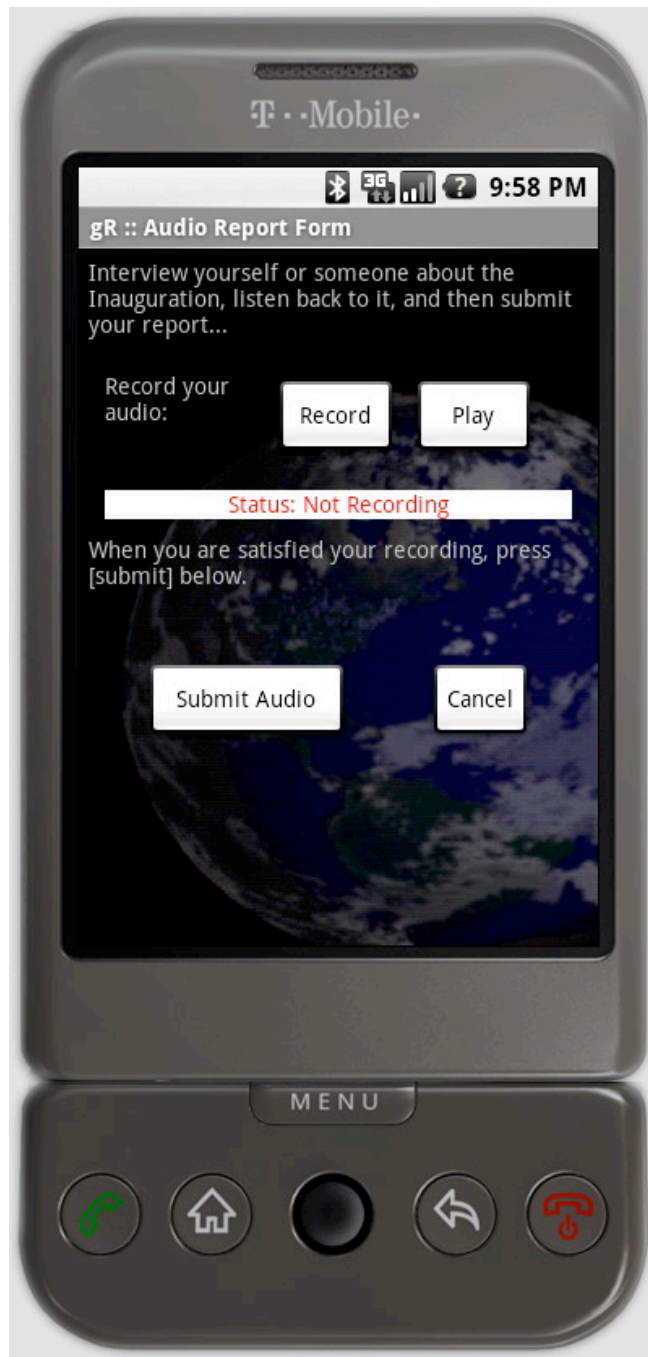 T··Mobile·
3G ? 9:58 PM
gR :: Audio Report Form
Interview yourself or someone about the
Inauguration, listen back to it, and then submit
your report...
Record your
audio:
Record Play
Status: Not Recording
When you are satisfied your recording, press
[submit] below.
Submit Audio Cancel
MENU